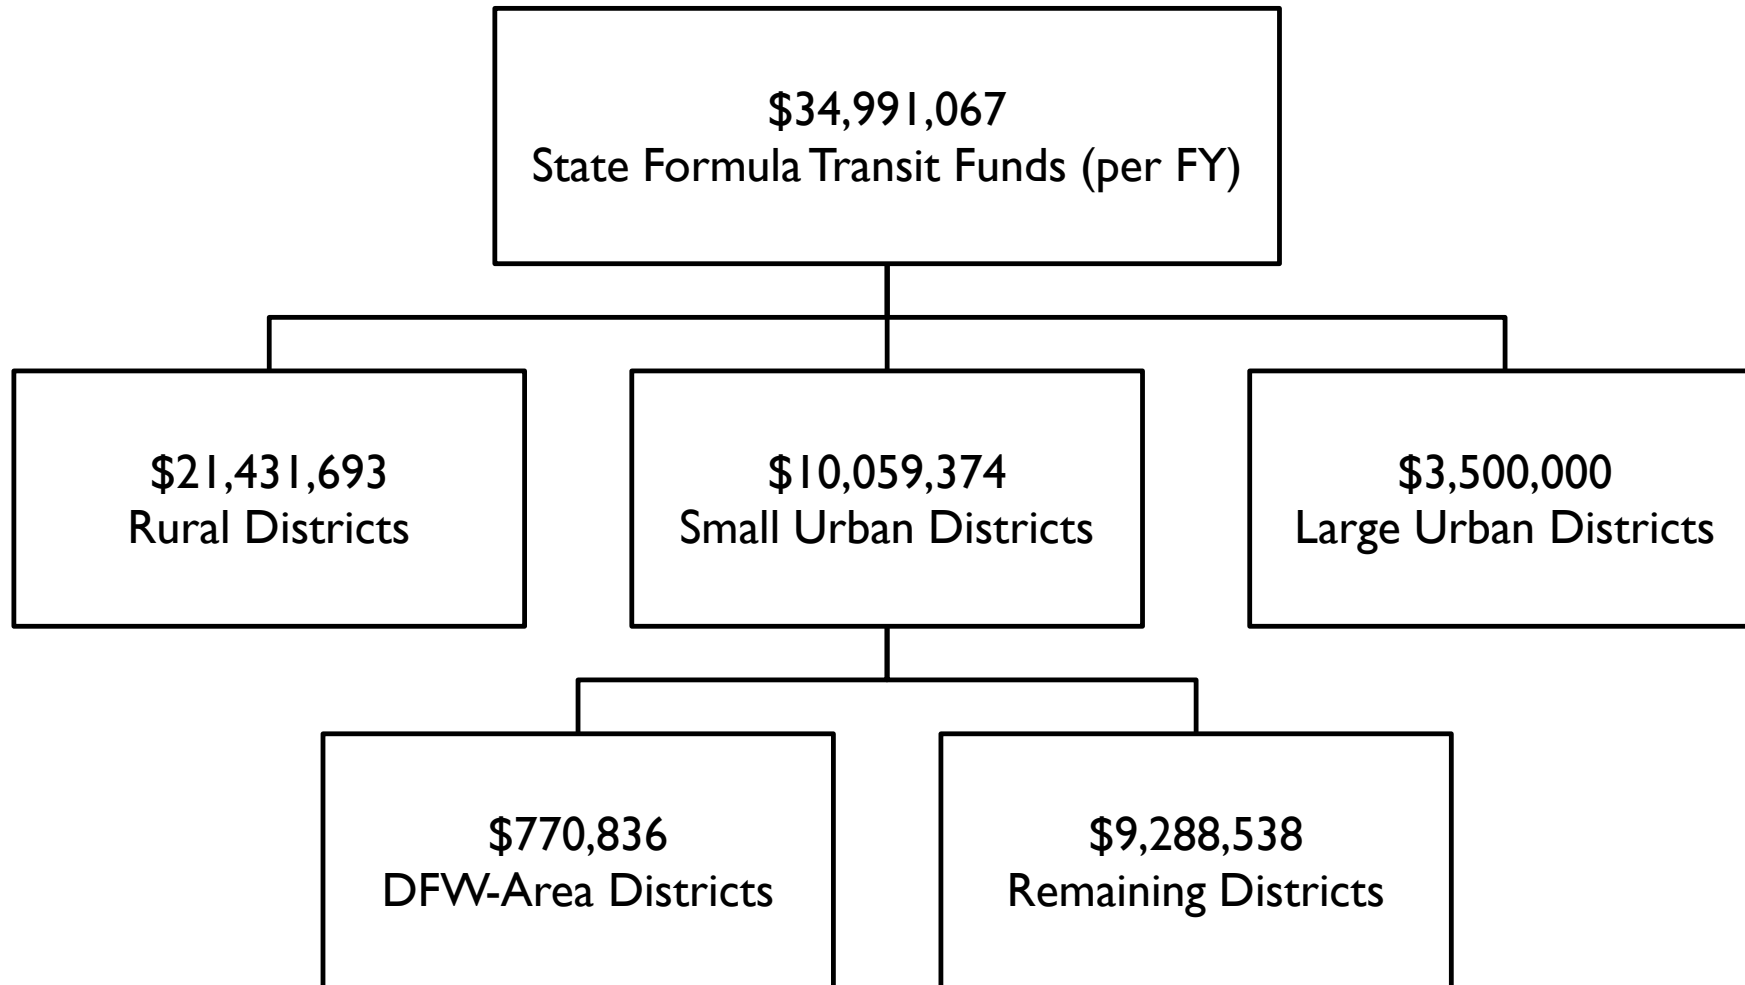 $34,991,067
State Formula Transit Funds (per FY)
$21,431,693
Rural Districts
$10,059,374
Small Urban Districts
$3,500,000
Large Urban Districts
$770,836
DFW-Area Districts
$9,288,538
Remaining Districts